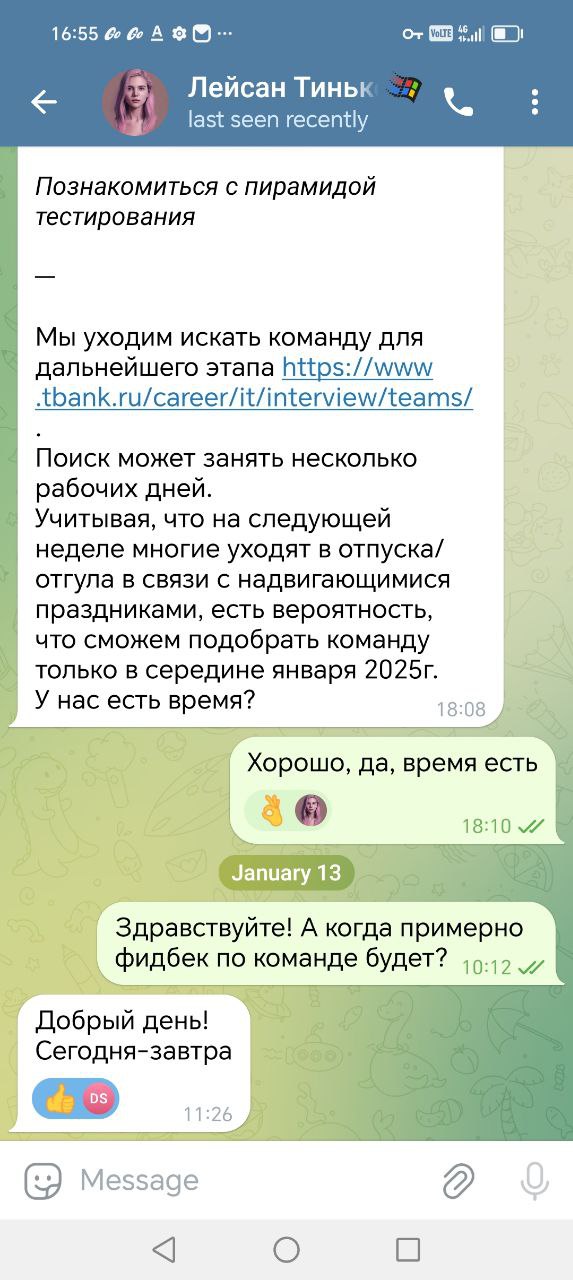 16:55
VoLTE
4G
Лейсан Тиньк
last seen recently
Познакомиться с пирамидой
тестирования
—
Мы уходим искать команду для
дальнейшего этапа https://www
.tbank.ru/career/it/interview/teams/
.
Поиск может занять несколько
рабочих дней.
Учитывая, что на следующей
неделе многие уходят в отпуска/
отгула в связи с надвигающимися
праздниками, есть вероятность,
что сможем подобрать команду
только в середине января 2025г.
У нас есть время?
18:08
Хорошо, да, время есть
18:10
January 13
Здравствуйте! А когда примерно
фидбек по команде будет?
10:12
Добрый день!
Сегодня-завтра
DS
11:26
Message